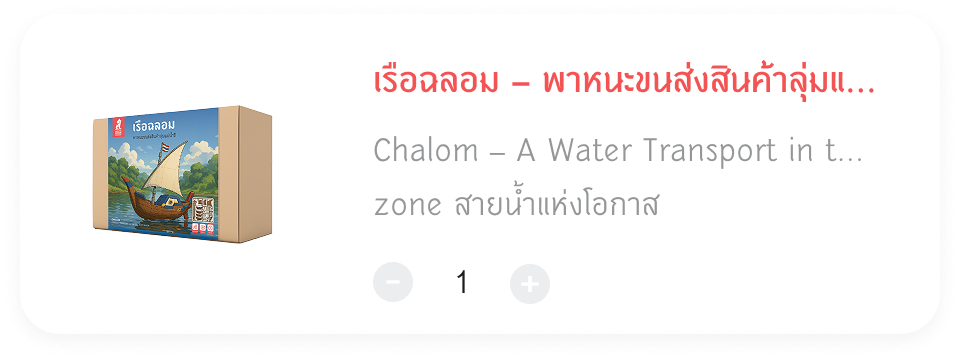 เรือฉลอม
เรือฉลอม – พาหนะขนส่งสินค้าลุ่มแ...
Chalom – A Water Transport in t...
zone สายน้ำแห่งโอกาส
1